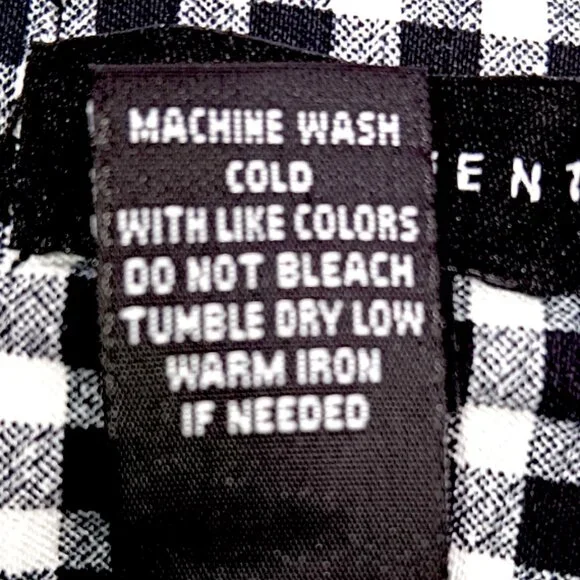 MACHINE WASH
COLD
WITH LIKE COLORS
DO NOT BLEACH
TUMBLE DRY LOW
WARM IRON
IF NEEDED